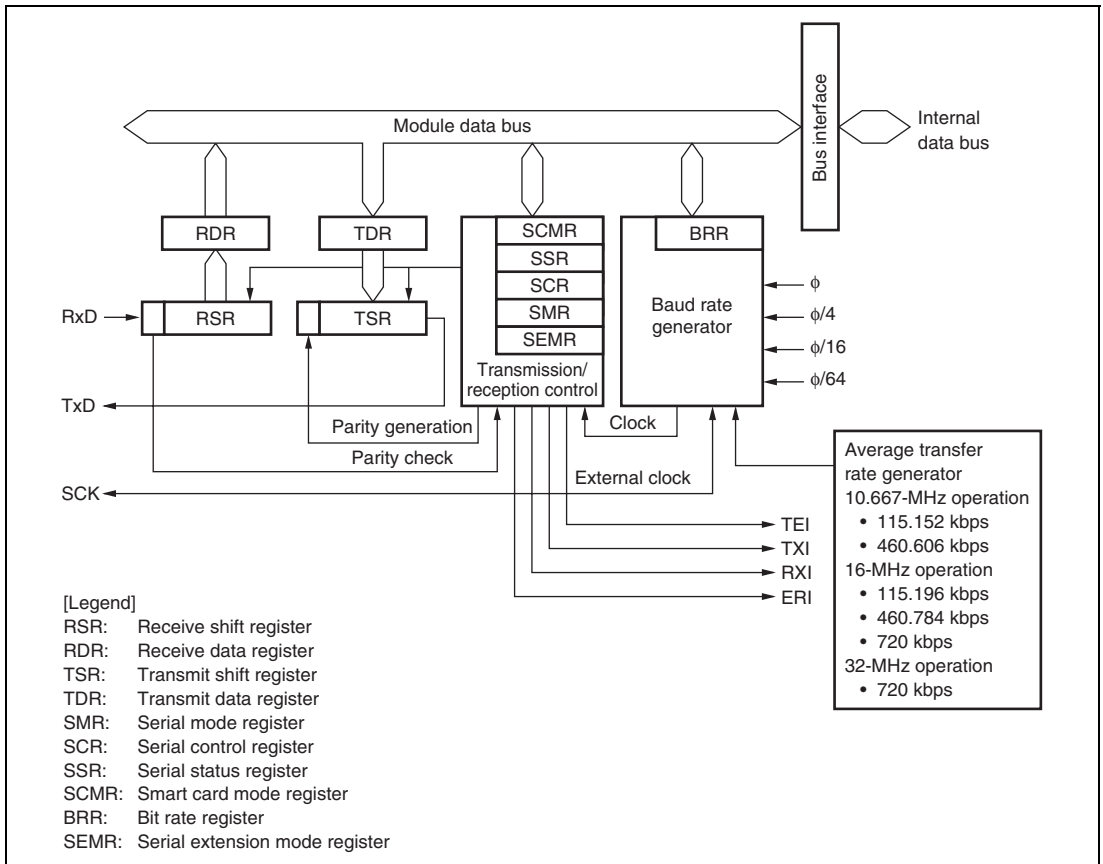 Module data bus
Bus interface
Internal
data bus
RDR
TDR
SCMR
SSR
SCR
SMR
SEMR
Transmission/
reception control
BRR
Baud rate
generator
φ
φ/4
φ/16
φ/64
RxD
RSR
TSR
TxD
Parity generation
Parity check
Clock
External clock
SCK
TEI
TXI
RXI
ERI
Average transfer
rate generator
10.667-MHz operation
• 115.152 kbps
• 460.606 kbps
16-MHz operation
• 115.196 kbps
• 460.784 kbps
• 720 kbps
32-MHz operation
• 720 kbps
[Legend]
RSR: Receive shift register
RDR: Receive data register
TSR: Transmit shift register
TDR: Transmit data register
SMR: Serial mode register
SCR: Serial control register
SSR: Serial status register
SCMR: Smart card mode register
BRR: Bit rate register
SEMR: Serial extension mode register